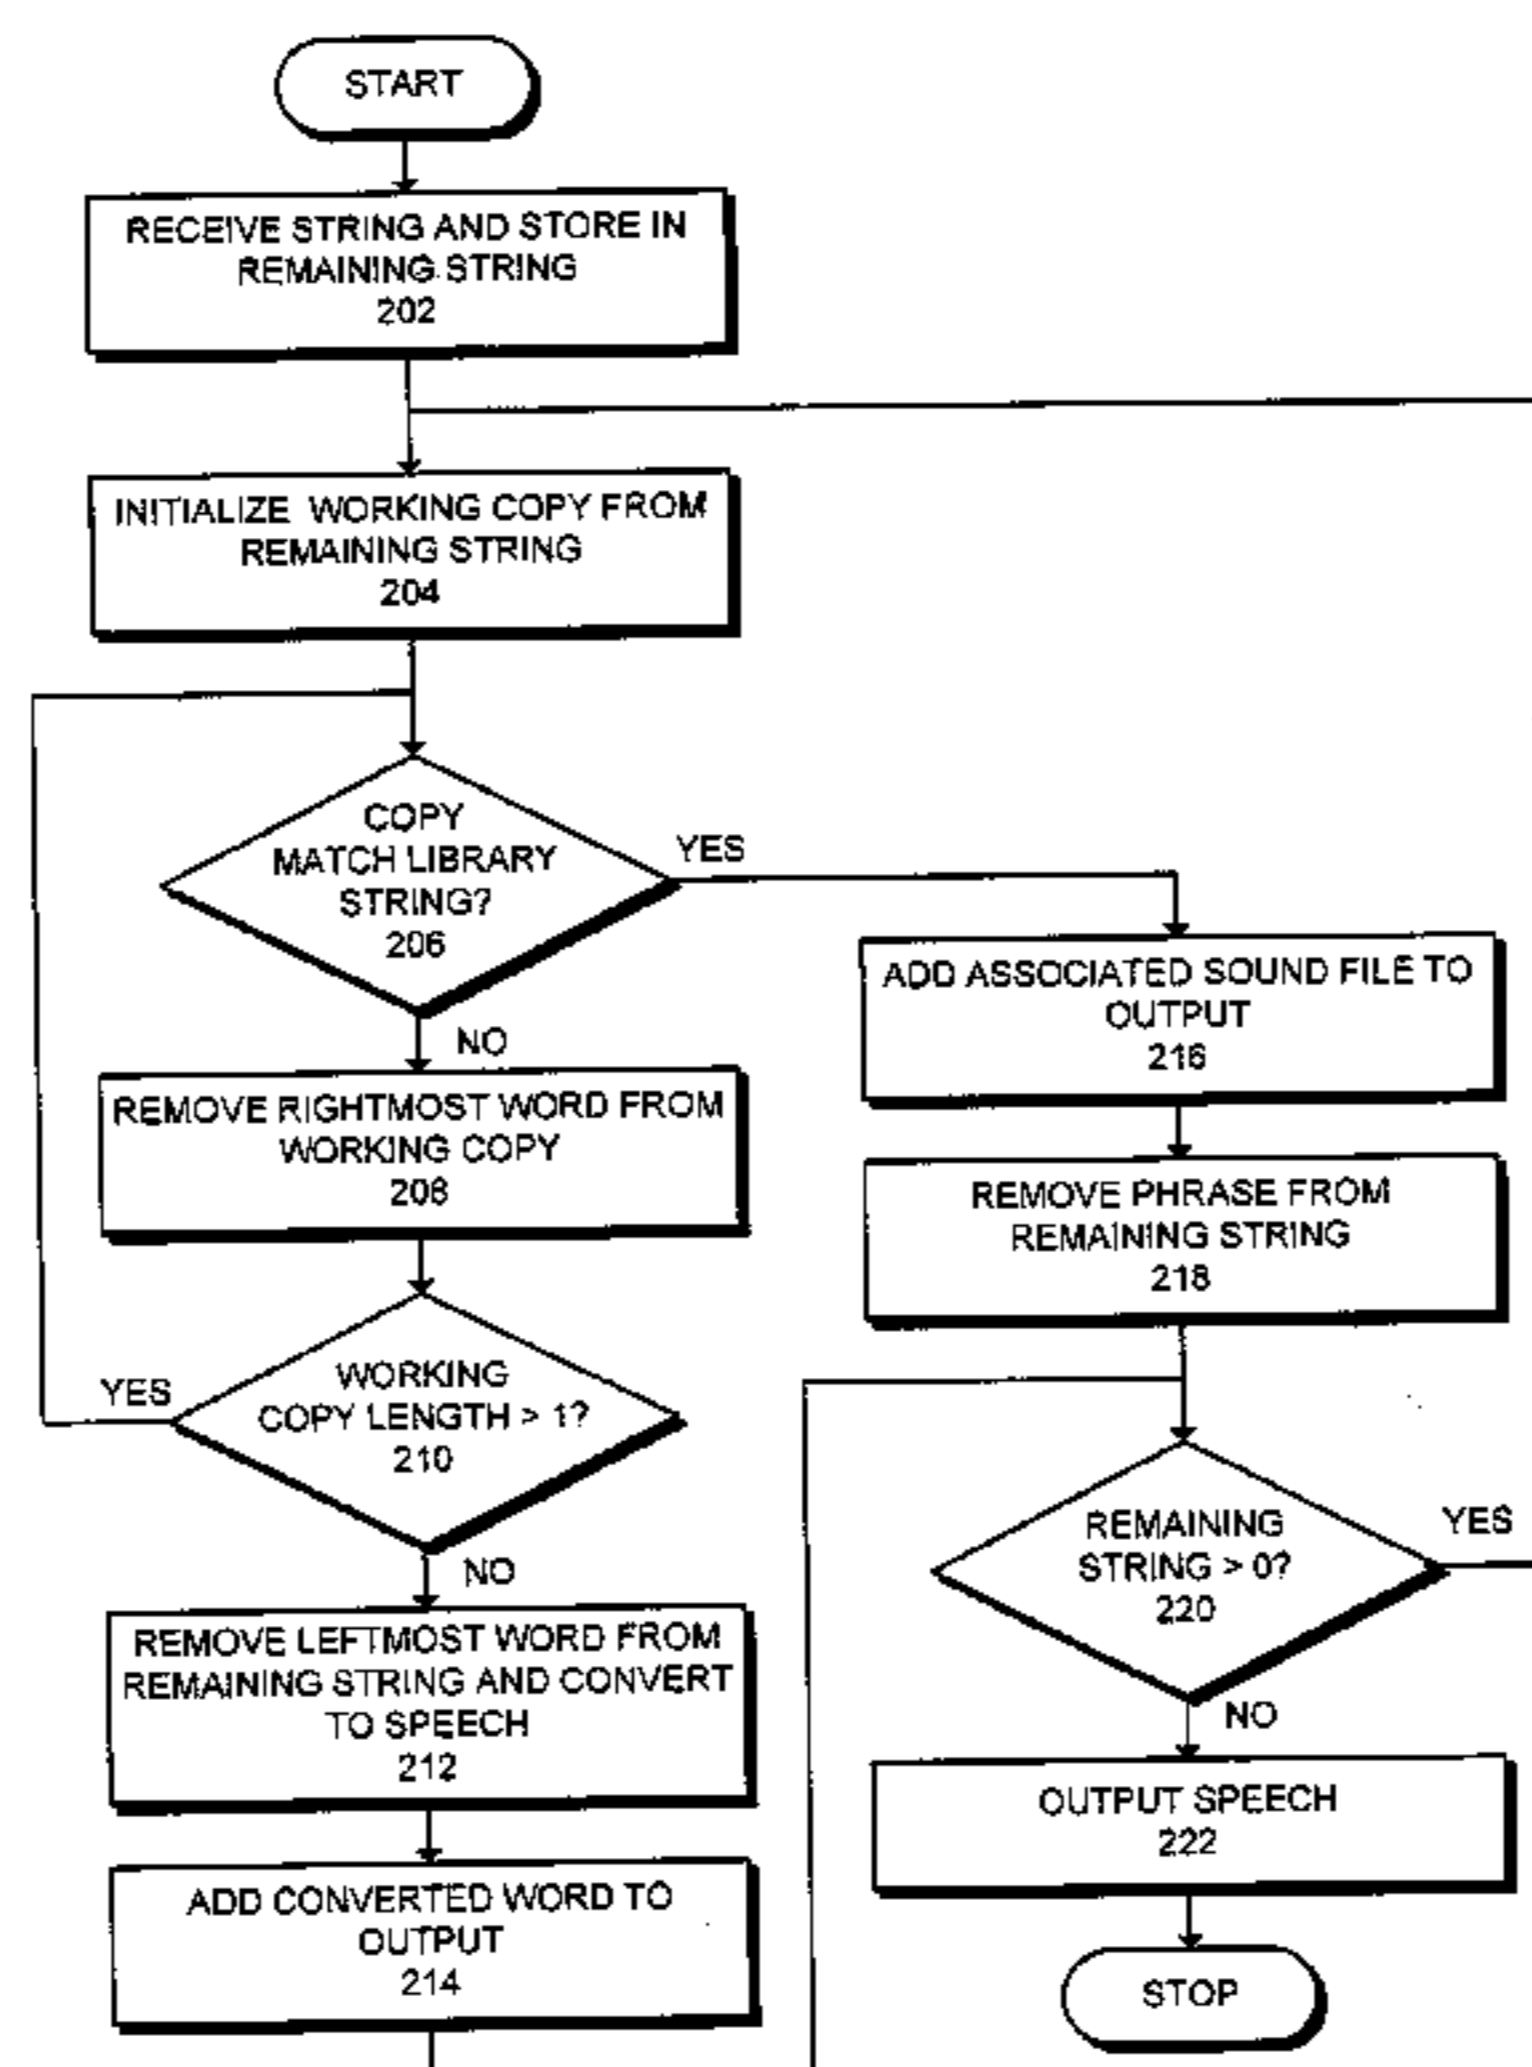 START
RECEIVE STRING AND STORE IN
REMAINING STRING
202
INITIALIZE WORKING COPY FROM
REMAINING STRING
204
COPY
MATCH LIBRARY
STRING?
206
YES
NO
REMOVE RIGHTMOST WORD FROM
WORKING COPY
208
WORKING
COPY LENGTH > 1?
210
YES
NO
REMOVE LEFTMOST WORD FROM
REMAINING STRING AND CONVERT
TO SPEECH
212
ADD CONVERTED WORD TO
OUTPUT
214
ADD ASSOCIATED SOUND FILE TO
OUTPUT
216
REMOVE PHRASE FROM
REMAINING STRING
218
REMAINING
STRING > 0?
220
YES
NO
OUTPUT SPEECH
222
STOP